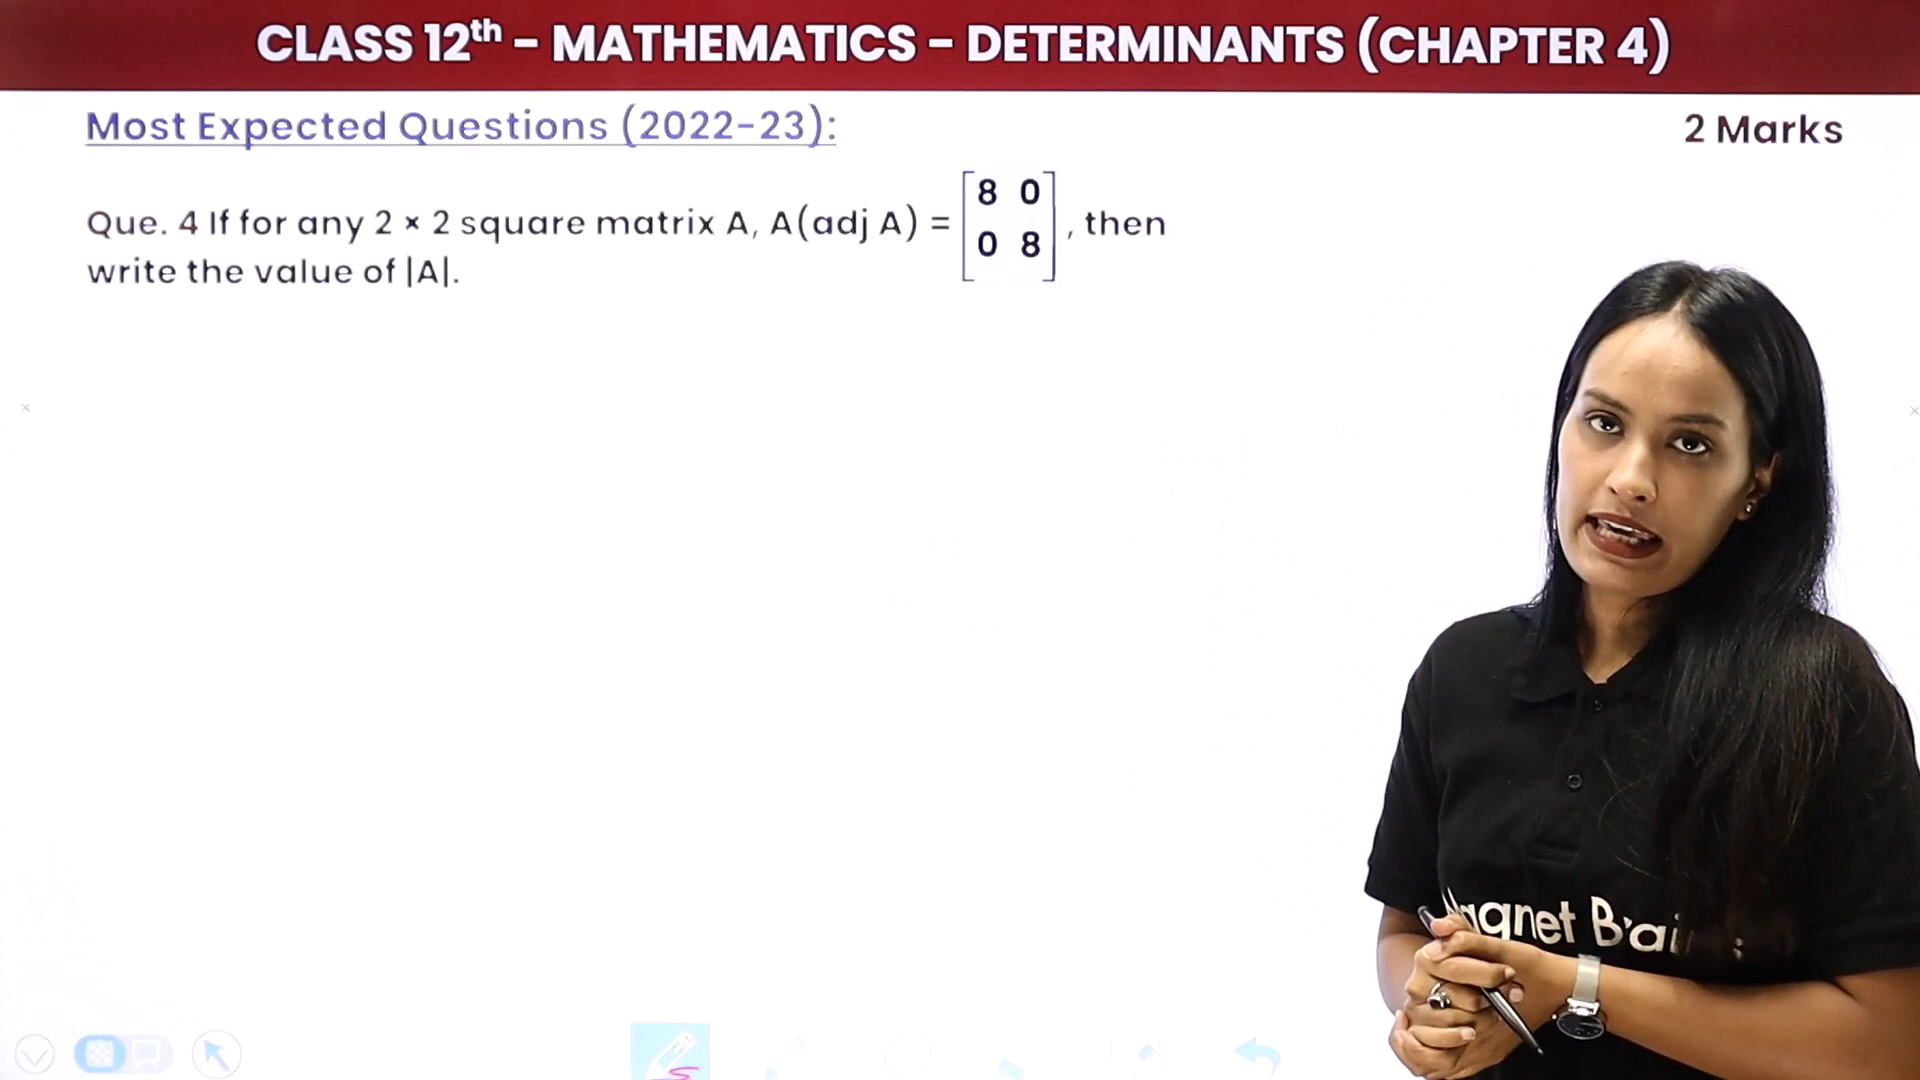 CLASS 12th – MATHEMATICS – DETERMINANTS (CHAPTER 4)
Most Expected Questions (2022-23):
2 Marks
Que. 4 If for any 2 × 2 square matrix A, A(adj A) = [8 0
0 8], then
write the value of |A|.